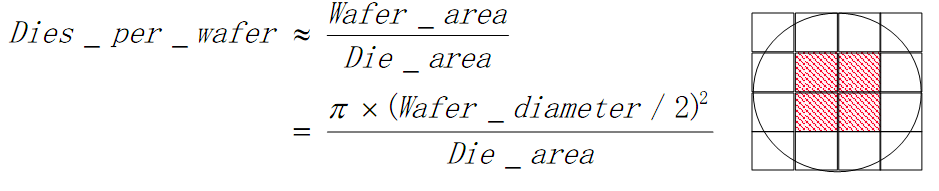 Dies _ per _ wafer ≈ Wafer _ area / Die _ area
= π × (Wafer _ diameter / 2)² / Die _ area